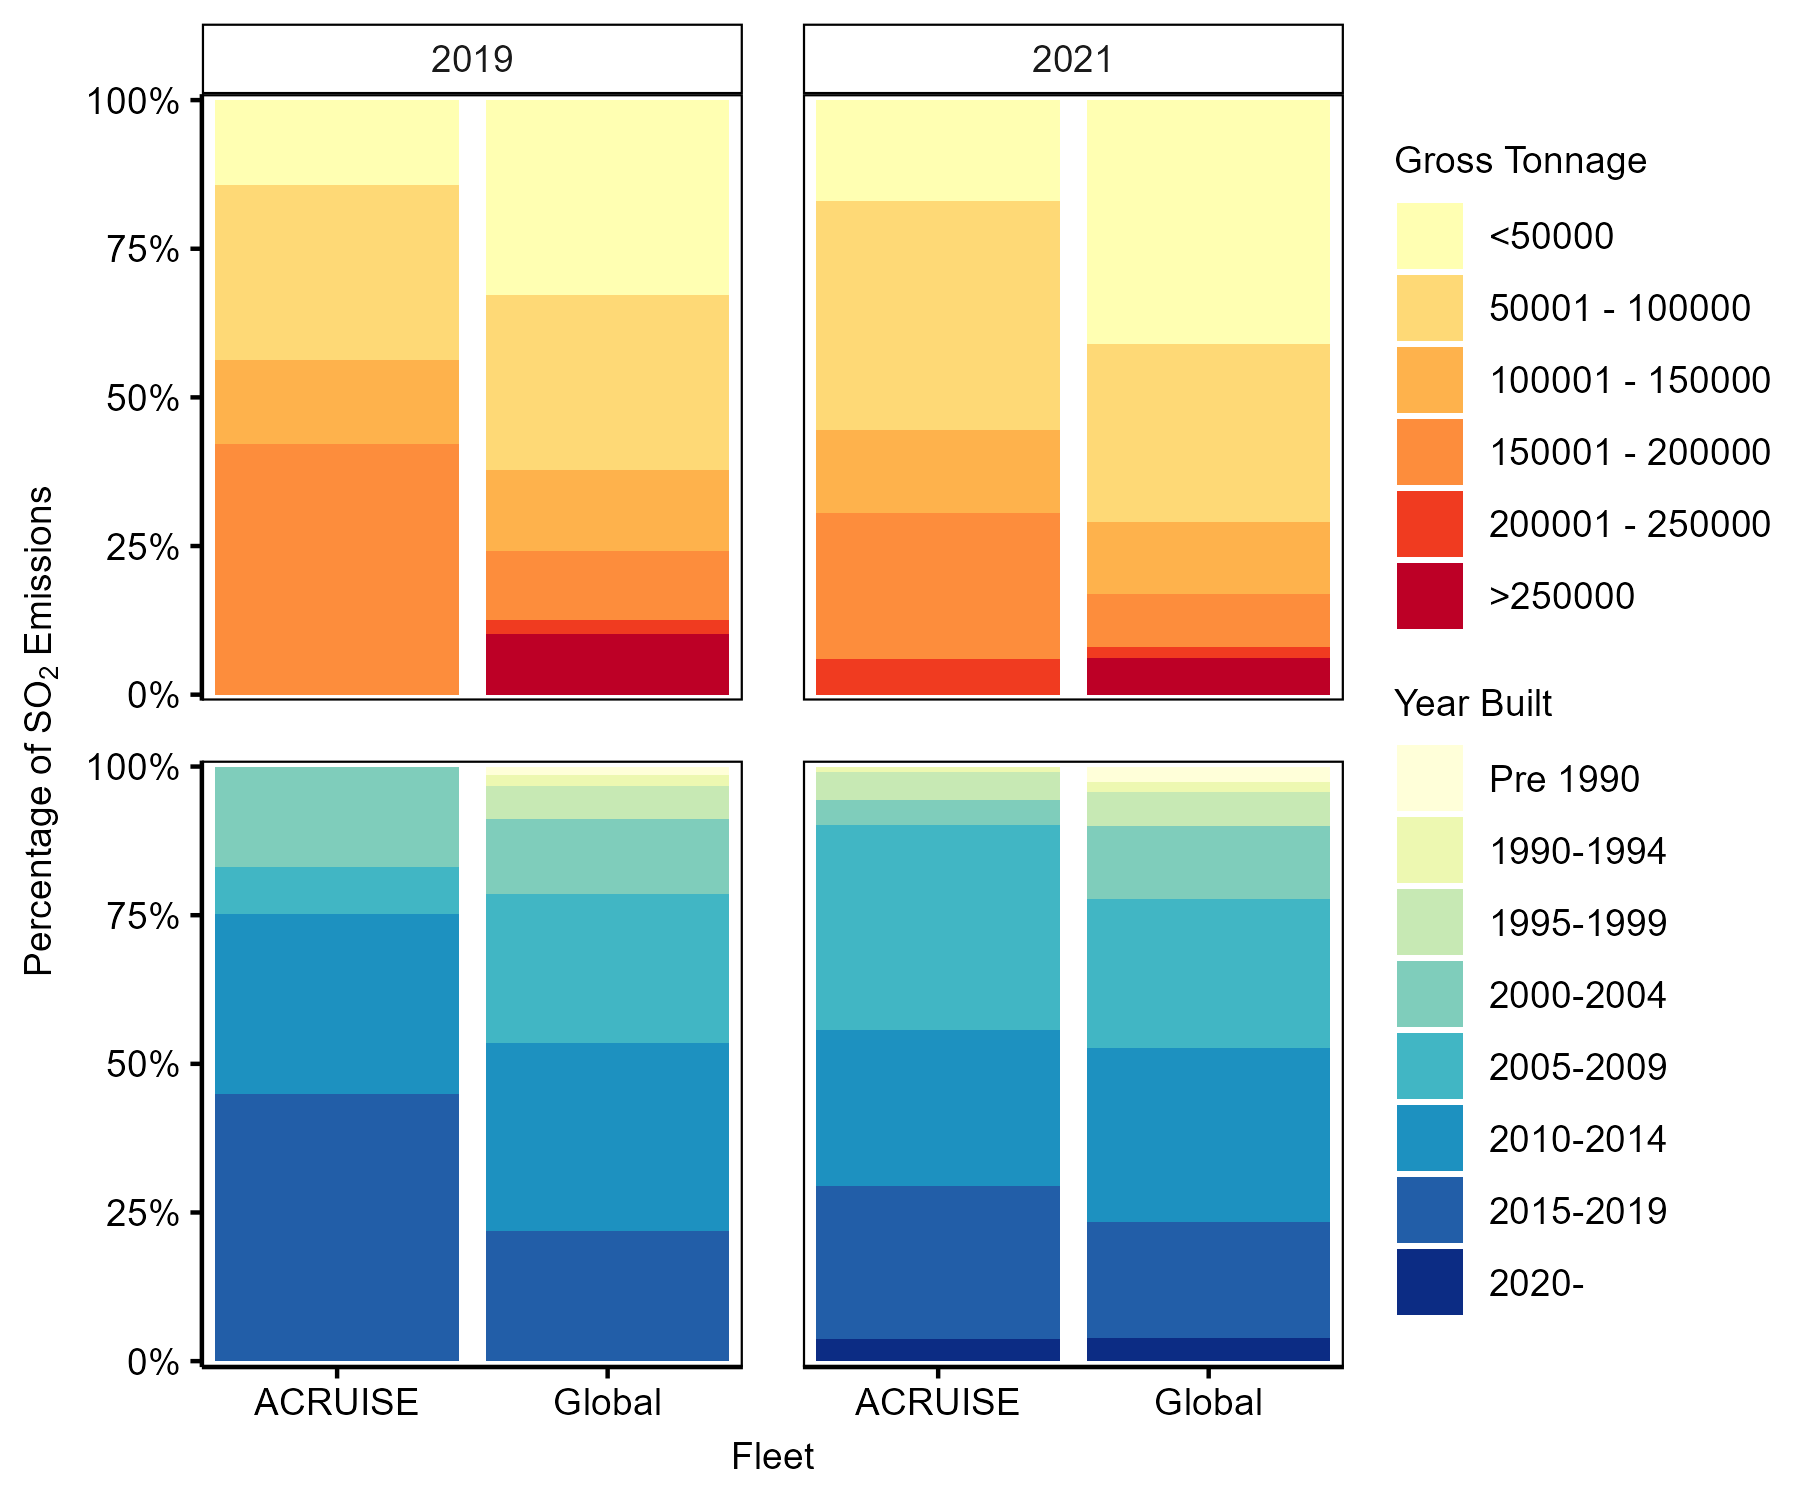 2019
2021
100%
75%
50%
25%
0%
100%
75%
50%
25%
0%
Percentage of SO₂ Emissions
ACRUISE
Global
ACRUISE
Global
Fleet
Gross Tonnage
<50000
50001 - 100000
100001 - 150000
150001 - 200000
200001 - 250000
>250000
Year Built
Pre 1990
1990-1994
1995-1999
2000-2004
2005-2009
2010-2014
2015-2019
2020-